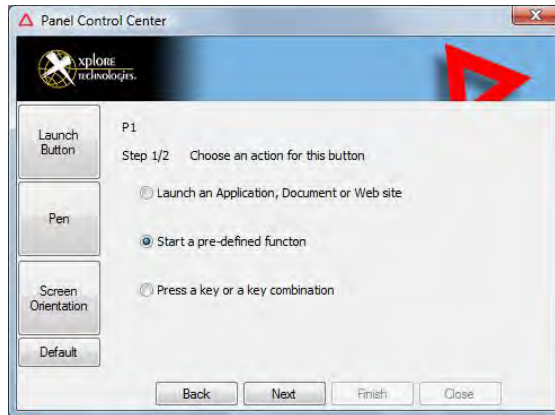 Panel Control Center
xplore
technologies.
Launch
Button
Pen
Screen
Orientation
Default
P1
Step 1/2 Choose an action for this button
Launch an Application, Document or Web site
Start a pre-defined functon
Press a key or a key combination
Back Next Finish Close